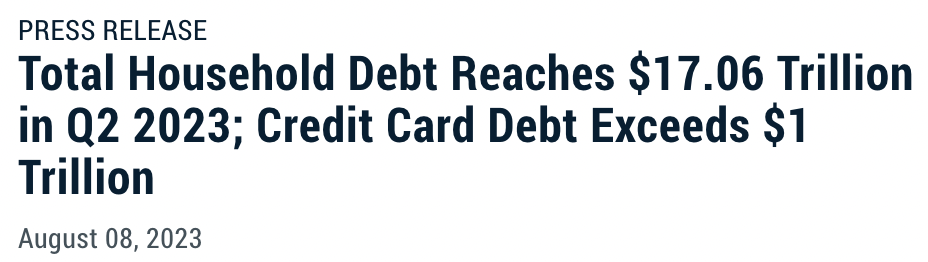 PRESS RELEASE
Total Household Debt Reaches $17.06 Trillion
in Q2 2023; Credit Card Debt Exceeds $1
Trillion
August 08, 2023